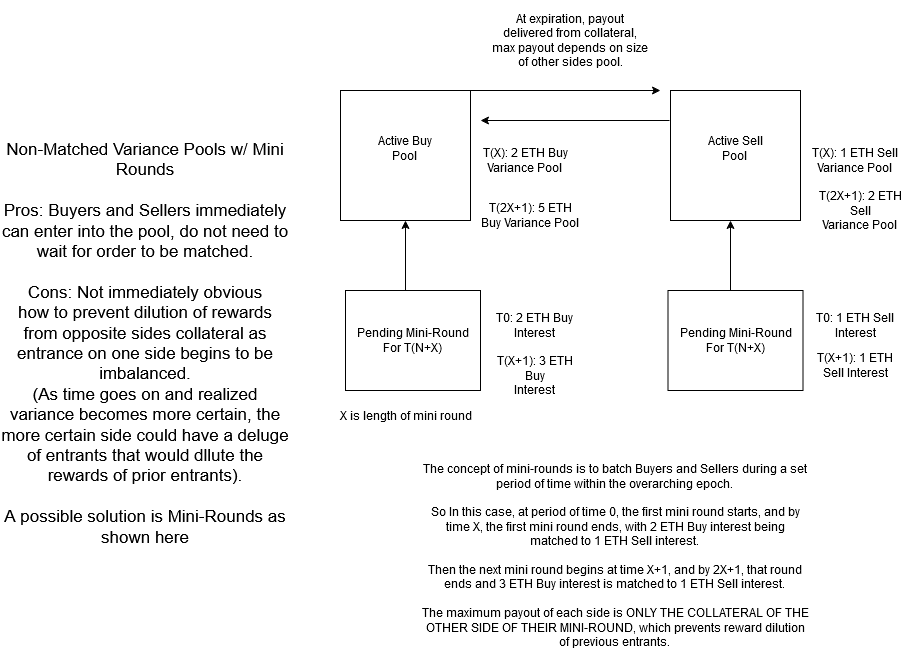 At expiration, payout
delivered from collateral,
max payout depends on size
of other sides pool.
Non-Matched Variance Pools w/ Mini
Rounds
Pros: Buyers and Sellers immediately
can enter into the pool, do not need to
wait for order to be matched.
Cons: Not immediately obvious
how to prevent dilution of rewards
from opposite sides collateral as
entrance on one side begins to be
imbalanced.
(As time goes on and realized
variance becomes more certain, the
more certain side could have a deluge
of entrants that would dllute the
rewards of prior entrants).
A possible solution is Mini-Rounds as
shown here
Active Buy
Pool
T(X): 2 ETH Buy
Variance Pool
T(2X+1): 5 ETH
Buy Variance Pool
Active Sell
Pool
T(X): 1 ETH Sell
Variance Pool
T(2X+1): 2 ETH
Sell
Variance Pool
Pending Mini-Round
For T(N+X)
T0: 2 ETH Buy
Interest
T(X+1): 3 ETH
Buy
Interest
Pending Mini-Round
For T(N+X)
T0: 1 ETH Sell
Interest
T(X+1): 1 ETH
Sell Interest
X is length of mini round
The concept of mini-rounds is to batch Buyers and Sellers during a set
period of time within the overarching epoch.
So In this case, at period of time 0, the first mini round starts, and by
time X, the first mini round ends, with 2 ETH Buy interest being
matched to 1 ETH Sell interest.
Then the next mini round begins at time X+1, and by 2X+1, that round
ends and 3 ETH Buy interest is matched to 1 ETH Sell interest.
The maximum payout of each side is ONLY THE COLLATERAL OF THE
OTHER SIDE OF THEIR MINI-ROUND, which prevents reward dilution
of previous entrants.